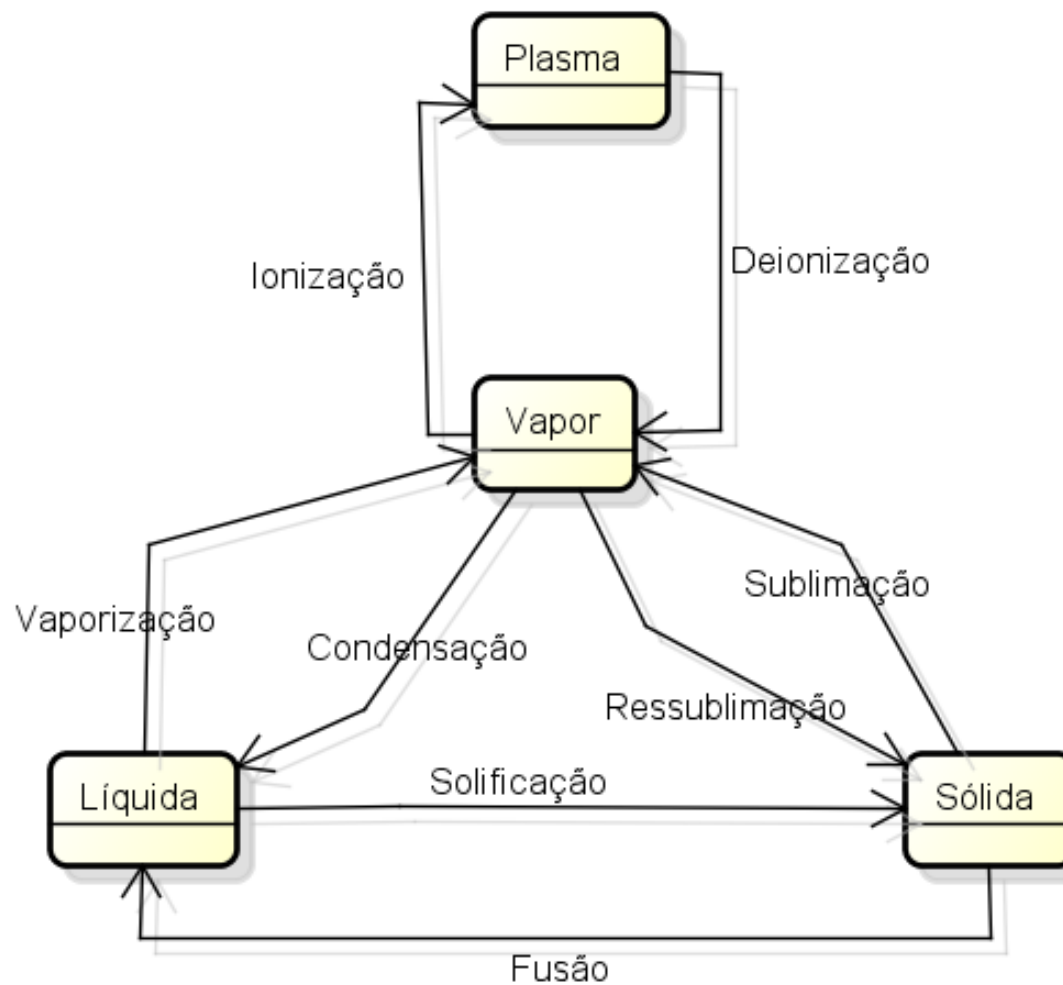 Plasma
Deionização
Ionização
Vapor
Sublimação
Vaporização
Condensação
Ressublimação
Solificação
Líquida
Sólida
Fusão